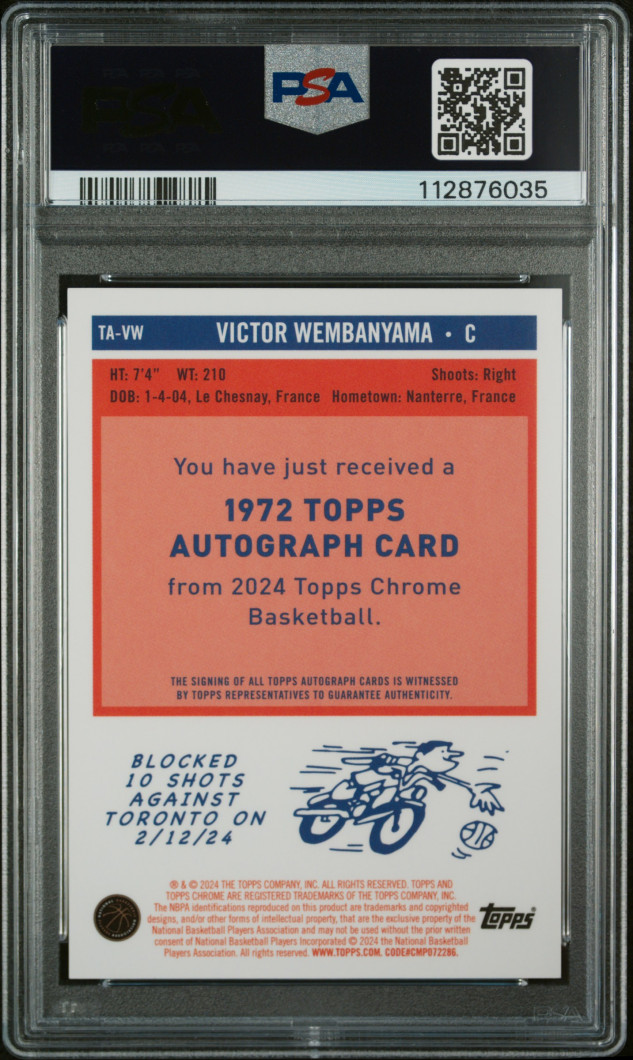 PSA
112876035
TA-VW VICTOR WEMBANYAMA • C
HT: 7'4" WT: 210 Shoots: Right
DOB: 1-4-04, Le Chesnay, France Hometown: Nanterre, France
You have just received a
1972 TOPPS
AUTOGRAPH CARD
from 2024 Topps Chrome
Basketball.
THE SIGNING OF ALL TOPPS AUTOGRAPH CARDS IS WITNESSED
BY TOPPS REPRESENTATIVES TO GUARANTEE AUTHENTICITY.
BLOCKED
10 SHOTS
AGAINST
TORONTO ON
2/12/24
® & © 2024 THE TOPPS COMPANY, INC. ALL RIGHTS RESERVED. TOPPS AND
TOPPS CHROME ARE REGISTERED TRADEMARKS OF THE TOPPS COMPANY, INC.
The NBPA identifications reproduced on this product are trademarks and copyrighted
designs, and/or other forms of intellectual property, that are the exclusive property of the
National Basketball Players Association and may not be used without the prior written
consent of National Basketball Players Incorporated © 2024 the National Basketball
Players Association. All rights reserved. WWW.TOPPS.COM. CODE#CMP072286.
topps®